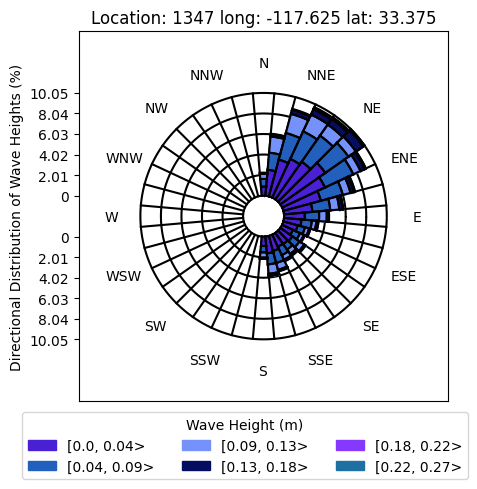 Location: 1347 long: -117.625 lat: 33.375
Directional Distribution of Wave Heights (%)
10.05
8.04
6.03
4.02
2.01
0
0
2.01
4.02
6.03
8.04
10.05
N
NNE
NE
ENE
E
ESE
SE
SSE
S
SSW
SW
WSW
W
WNW
NW
NNW
Wave Height (m)
[0.0, 0.04>
[0.04, 0.09>
[0.09, 0.13>
[0.13, 0.18>
[0.18, 0.22>
[0.22, 0.27>